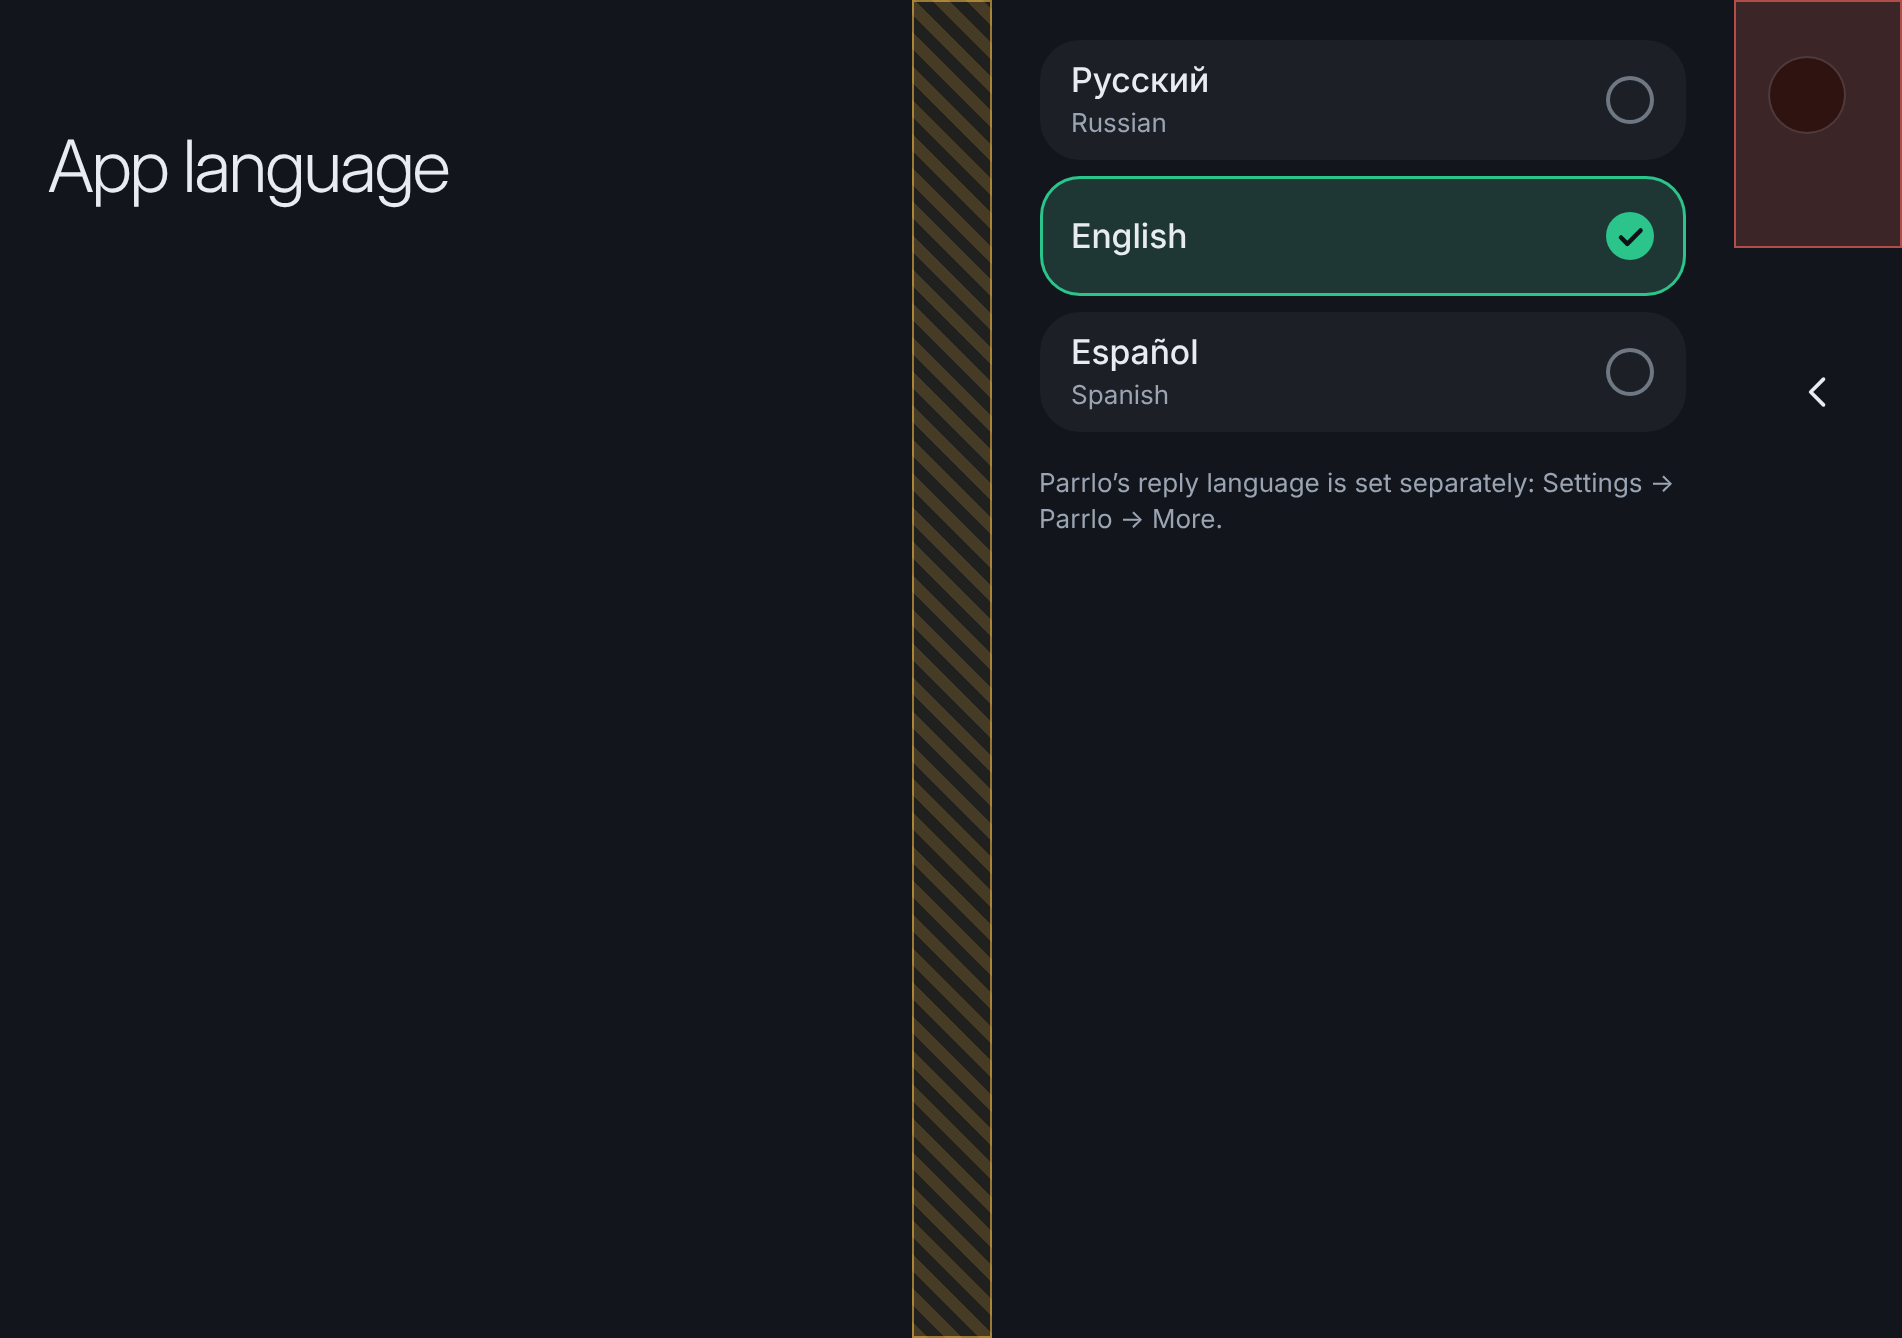 App language
Русский
Russian
English
Español
Spanish
Parrlo’s reply language is set separately: Settings →
Parrlo → More.